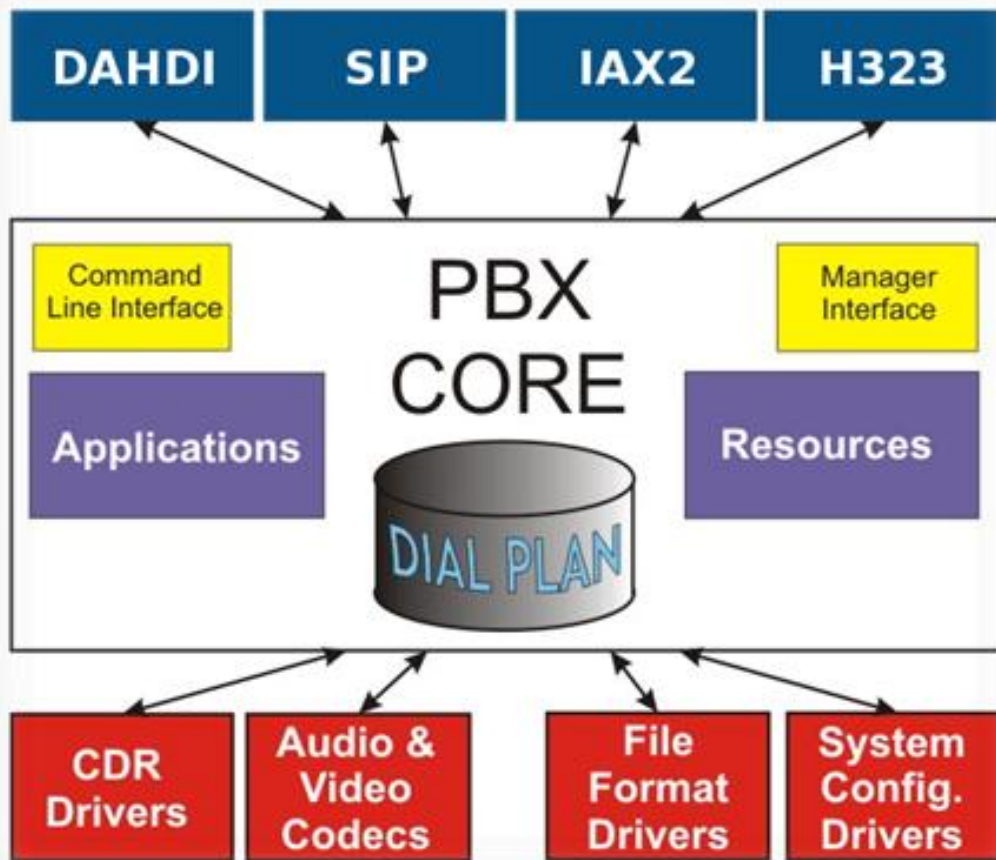 DAHDI
SIP
IAX2
H323
Command
Line Interface
PBX
CORE
Manager
Interface
Applications
Resources
DIAL PLAN
CDR
Drivers
Audio &
Video
Codecs
File
Format
Drivers
System
Config.
Drivers